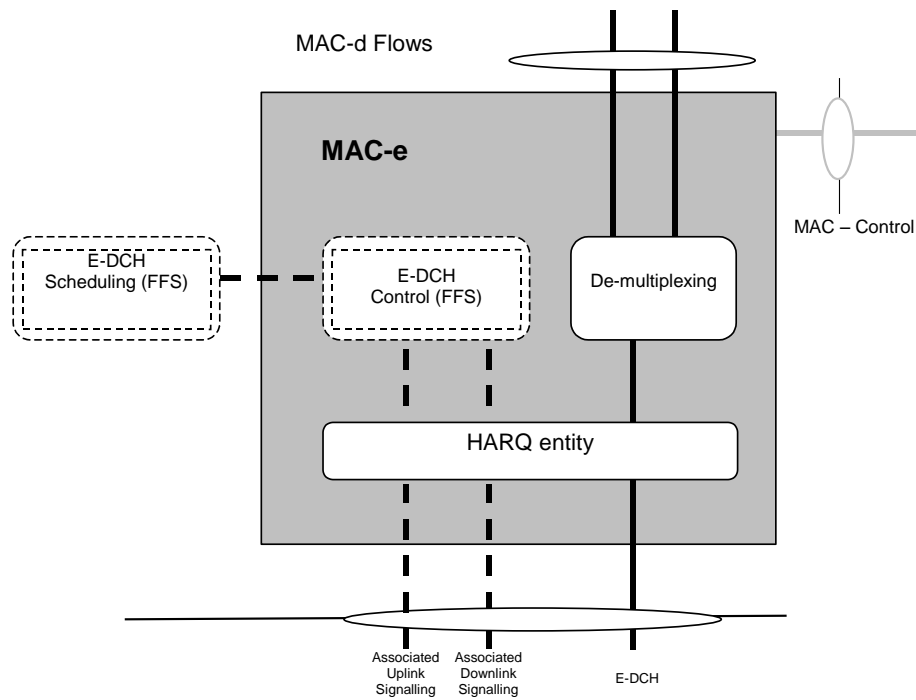 MAC-d Flows
MAC-e
MAC – Control
E-DCH
Scheduling (FFS)
E-DCH
Control (FFS)
De-multiplexing
HARQ entity
Associated
Uplink
Signalling
Associated
Downlink
Signalling
E-DCH